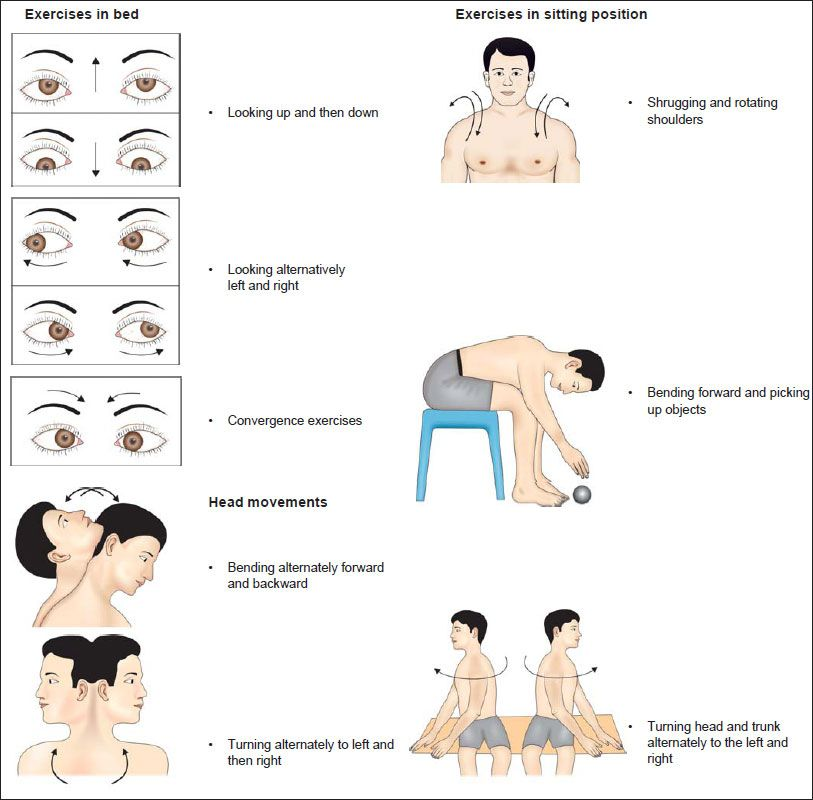 Exercises in bed
• Looking up and then down
• Looking alternatively
left and right
• Convergence exercises
Head movements
• Bending alternately forward
and backward
• Turning alternately to left and
then right
Exercises in sitting position
• Shrugging and rotating
shoulders
• Bending forward and picking
up objects
• Turning head and trunk
alternately to the left and
right